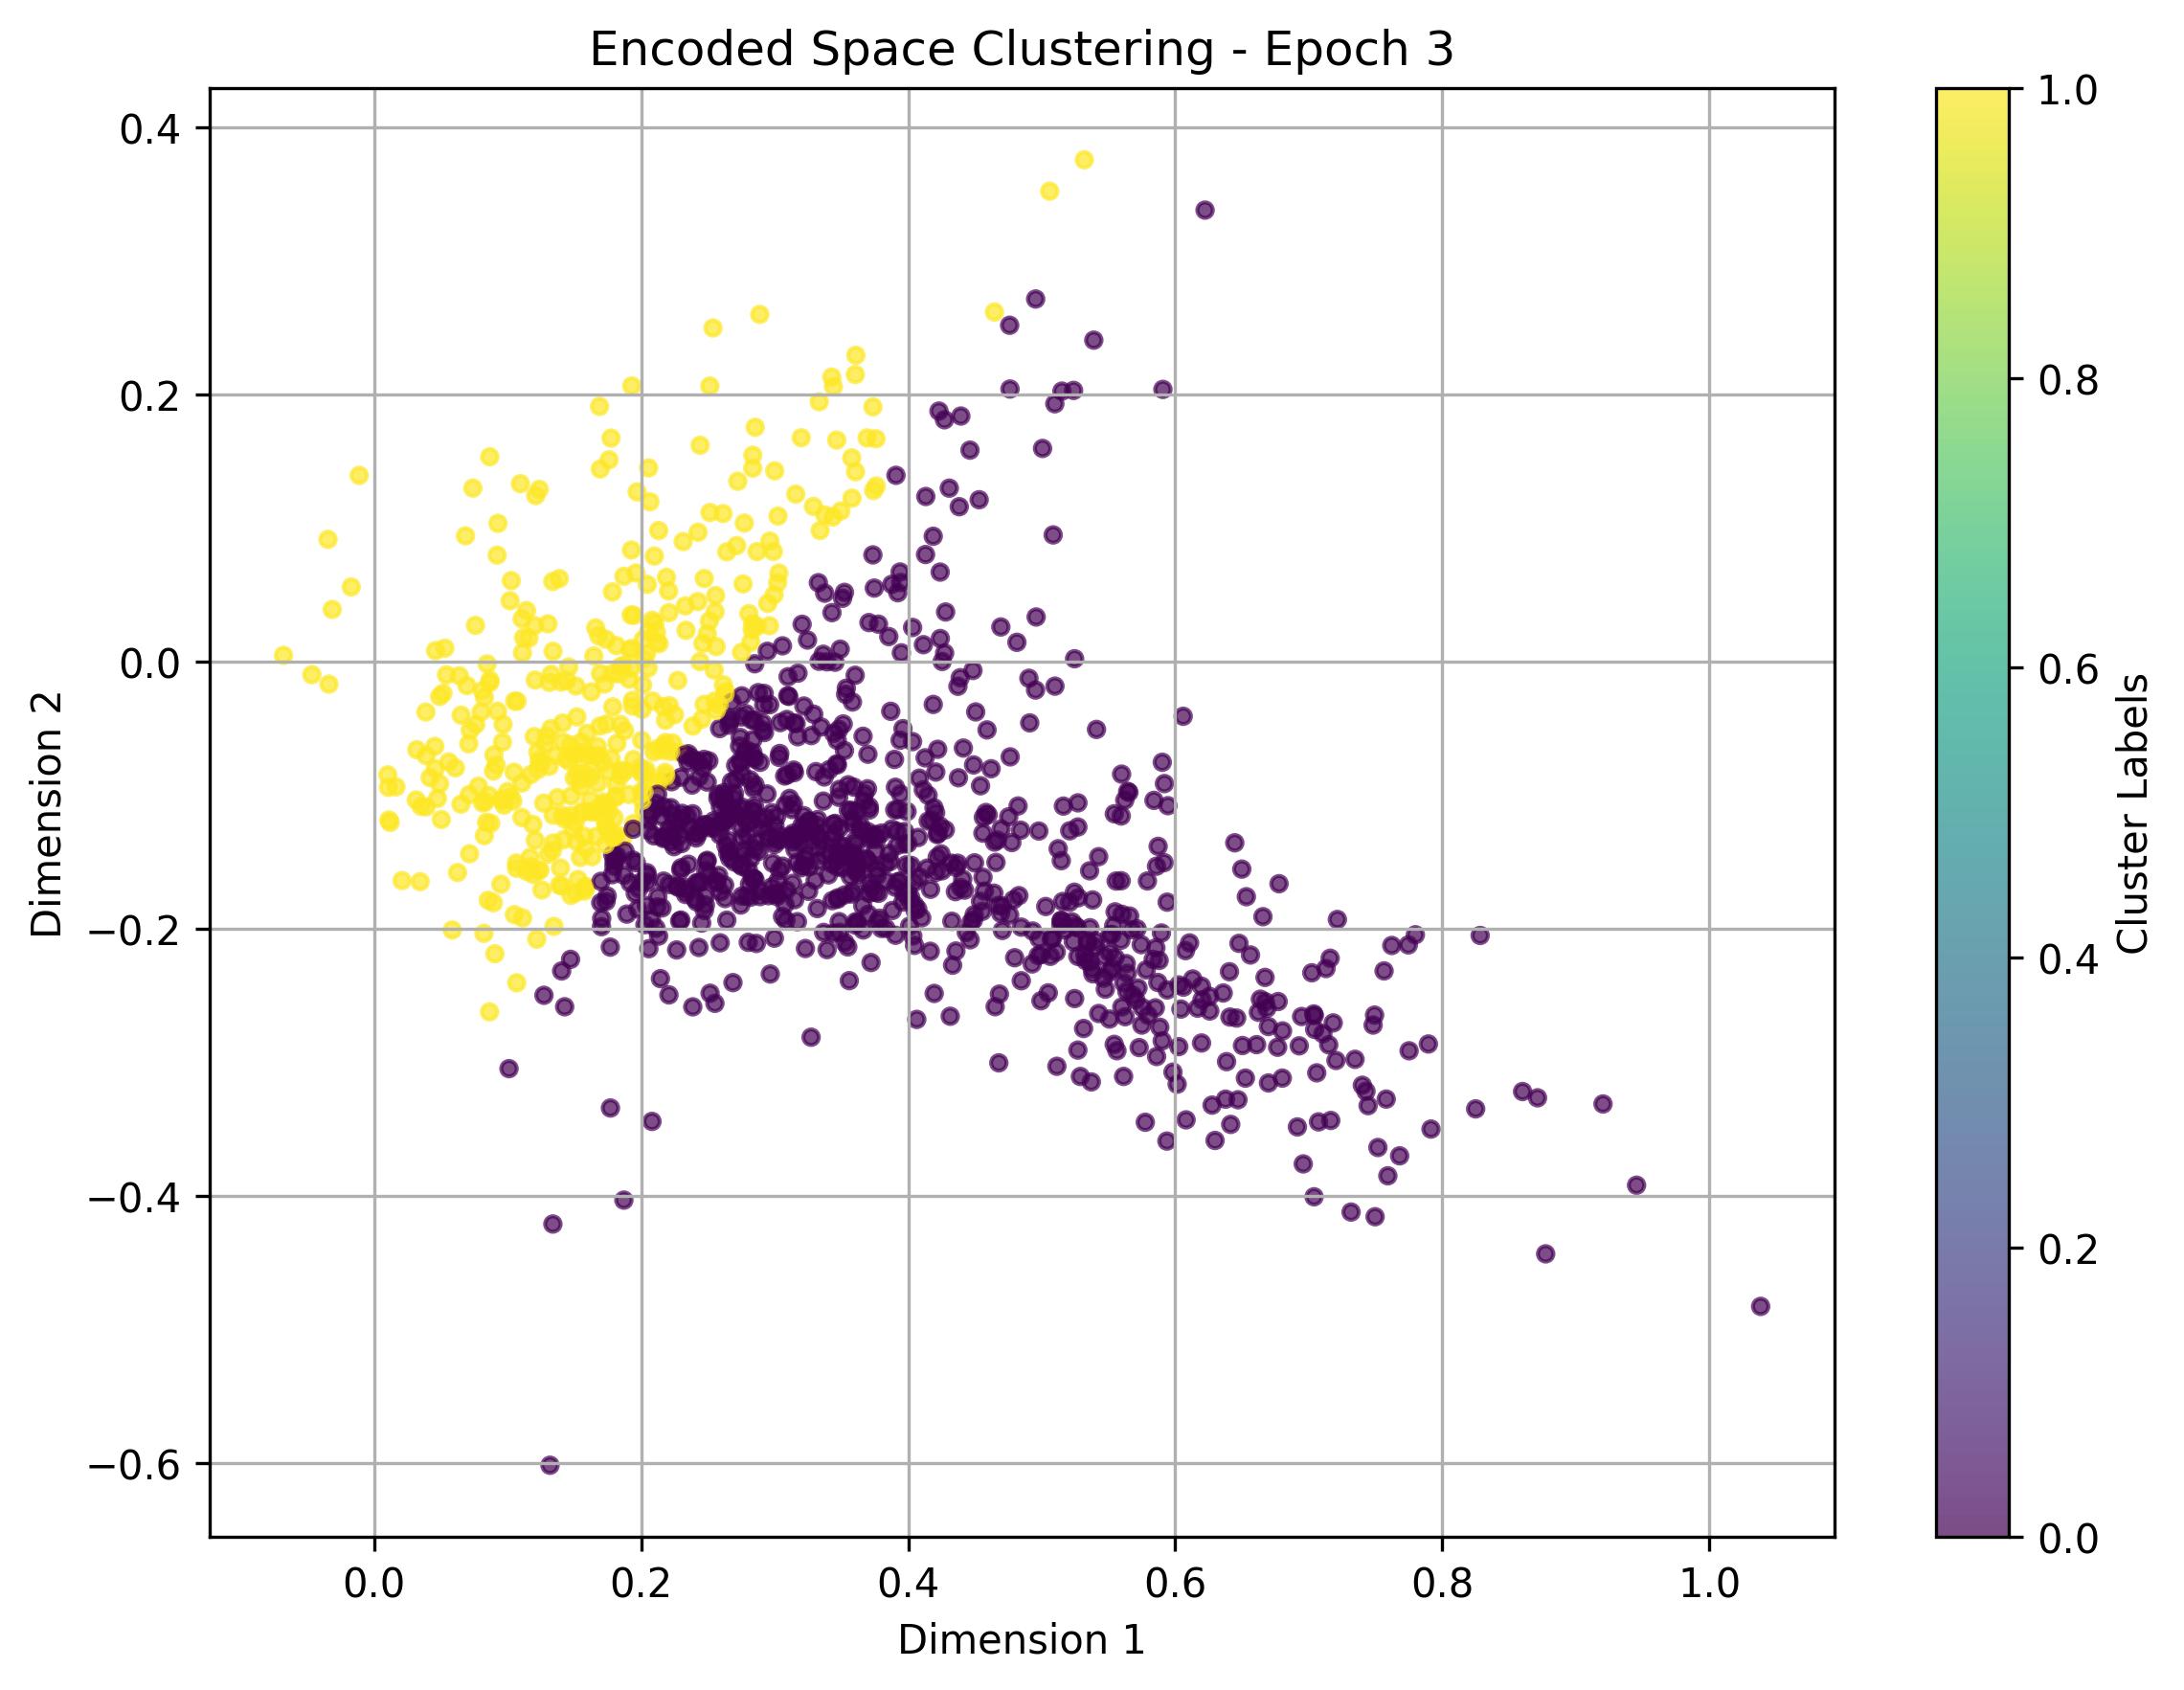 Encoded Space Clustering - Epoch 3
0.4
0.2
0.0
−0.2
−0.4
−0.6
Dimension 2
0.0 0.2 0.4 0.6 0.8 1.0
Dimension 1
1.0
0.8
0.6
0.4
0.2
0.0
Cluster Labels